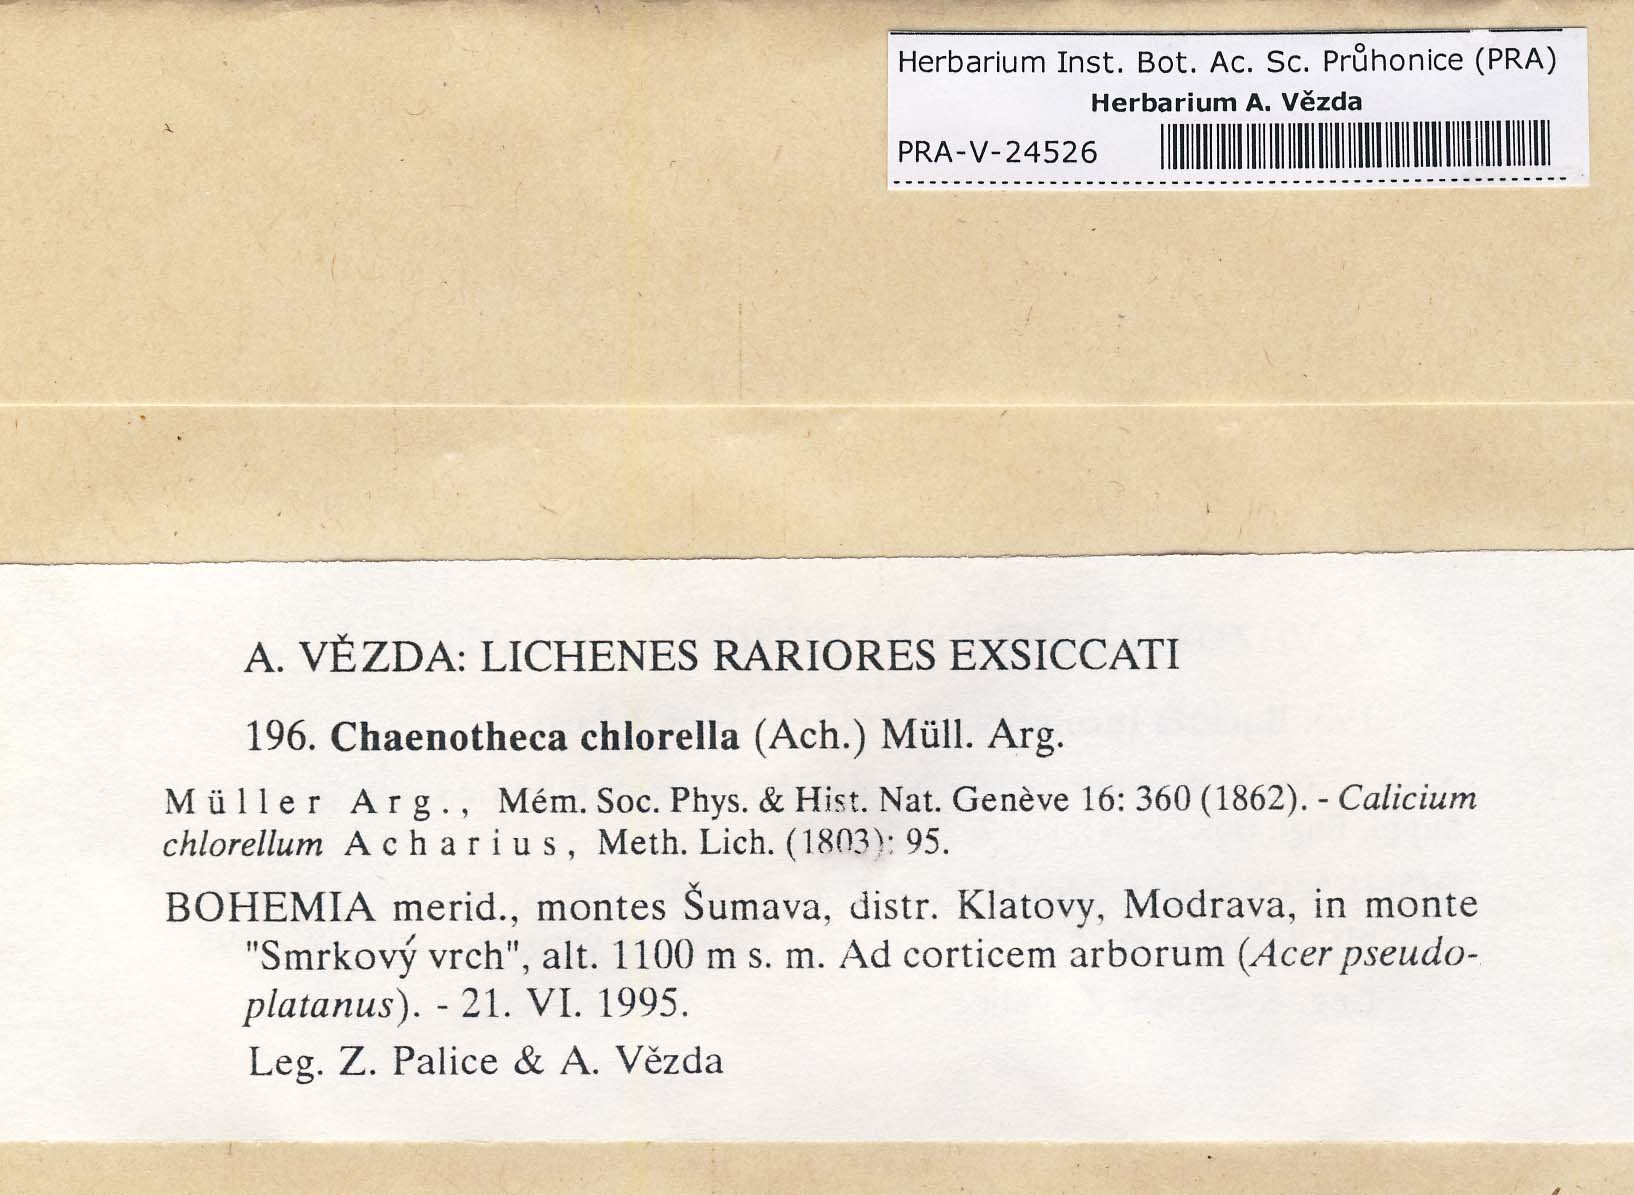 Herbarium Inst. Bot. Ac. Sc. Průhonice (PRA)
Herbarium A. Vězda
PRA-V-24526
A. VĚZDA: LICHENES RARIORES EXSICCATI
196. Chaenotheca chlorella (Ach.) Müll. Arg.
Müller Arg., Mém. Soc. Phys. & Hist. Nat. Genève 16: 360 (1862). - Calicium
chlorellum Acharius, Meth. Lich. (1803): 95.
BOHEMIA merid., montes Šumava, distr. Klatovy, Modrava, in monte
"Smrkový vrch", alt. 1100 m s. m. Ad corticem arborum (Acer pseudo-
platanus). - 21. VI. 1995.
Leg. Z. Palice & A. Vězda